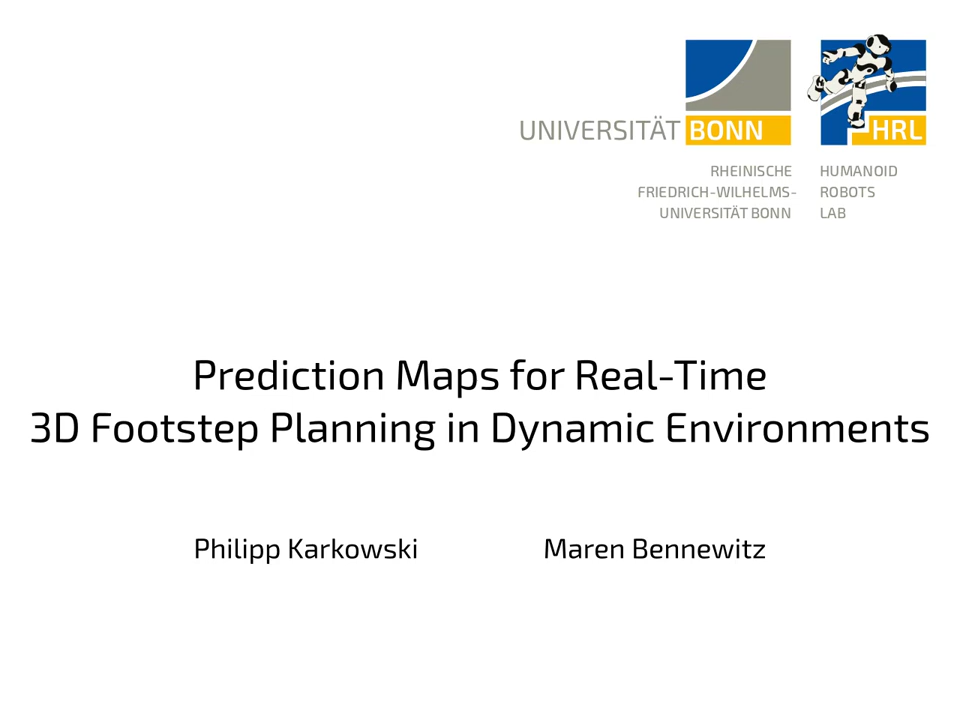 UNIVERSITÄT BONN
HRL
RHEINISCHE
FRIEDRICH-WILHELMS-
UNIVERSITÄT BONN
HUMANOID
ROBOTS
LAB
Prediction Maps for Real-Time
3D Footstep Planning in Dynamic Environments
Philipp Karkowski
Maren Bennewitz